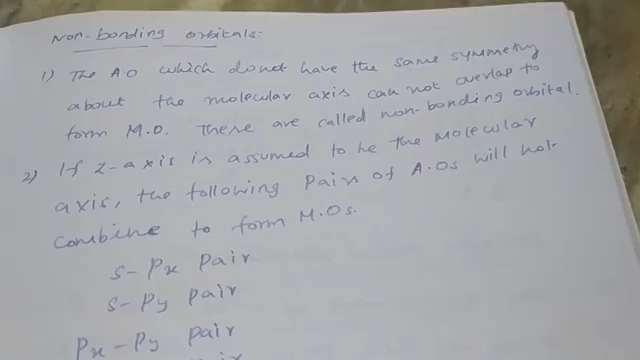 Non-bonding orbitals:
1) The A.O which donot have the same symmetry
about the molecular axis can not overlap to
form M.O. These are called non-bonding orbital.
2) If z-axis is assumed to be the molecular
axis, the following pairs of A.Os will not
combine to form M.Os.
s-Px pair
s-Py pair
Px-Py pair
pair